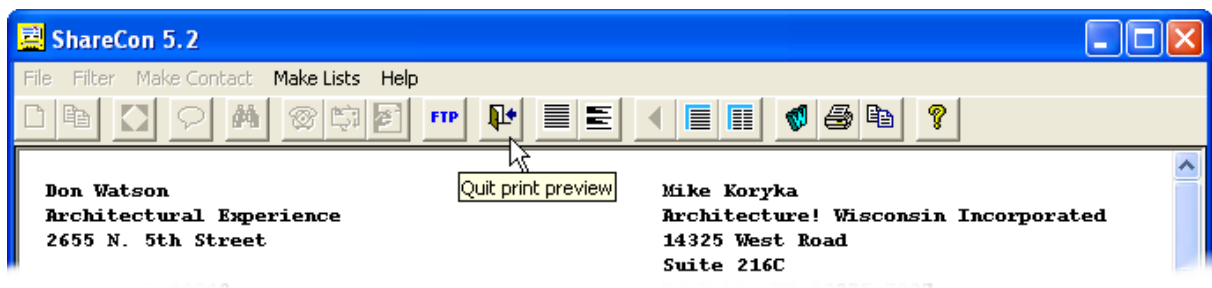 ShareCon 5.2
File Filter Make Contact Make Lists Help
FTP
Quit print preview
Don Watson
Architectural Experience
2655 N. 5th Street
Mike Koryka
Architecture! Wisconsin Incorporated
14325 West Road
Suite 216C